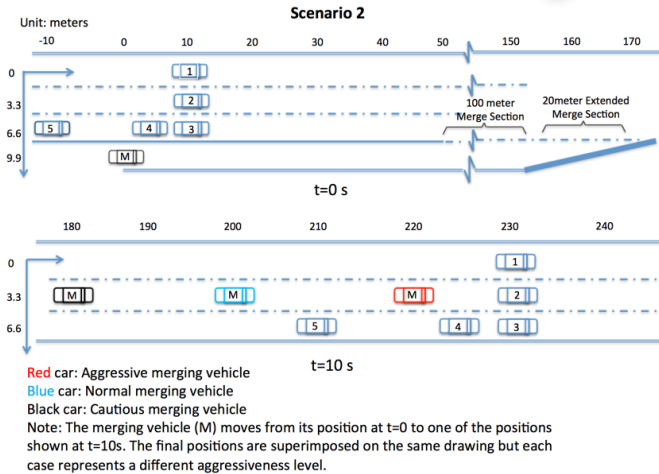 Scenario 2
Unit: meters
-10 0 10 20 30 40 50 150 160 170
0 1
3.3 2
100 meter Merge Section
20meter Extended Merge Section
6.6 5 4 3
9.9 M
t=0 s
180 190 200 210 220 230 240
0 1
3.3 M M M 2
6.6 5 4 3
t=10 s
Red car: Aggressive merging vehicle
Blue car: Normal merging vehicle
Black car: Cautious merging vehicle
Note: The merging vehicle (M) moves from its position at t=0 to one of the positions
shown at t=10s. The final positions are superimposed on the same drawing but each
case represents a different aggressiveness level.